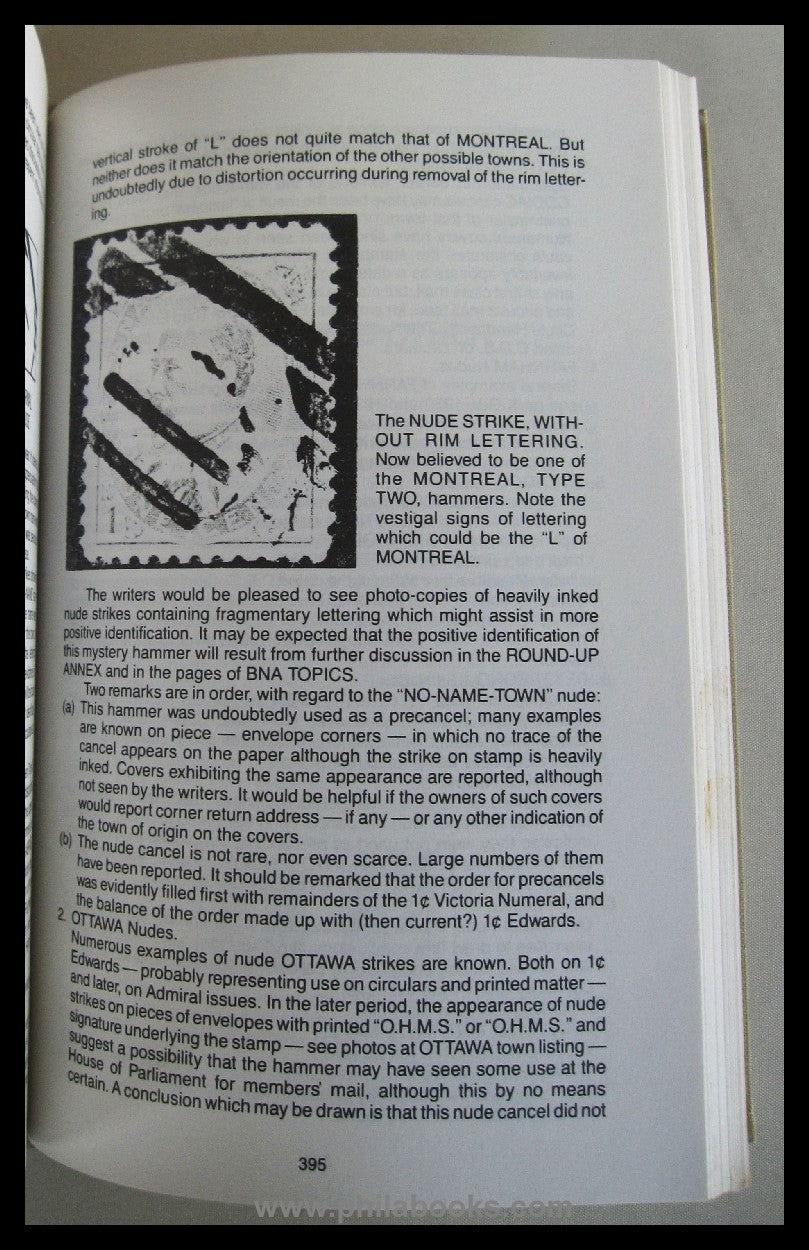 vertical stroke of "L" does not quite match that of MONTREAL. But
neither does it match the orientation of the other possible towns. This is
undoubtedly due to distortion occurring during removal of the rim letter-
ing.
The NUDE STRIKE, WITH-
OUT RIM LETTERING.
Now believed to be one of
the MONTREAL, TYPE
TWO, hammers. Note the
vestigal signs of lettering
which could be the "L" of
MONTREAL.
The writers would be pleased to see photo-copies of heavily inked
nude strikes containing fragmentary lettering which might assist in more
positive identification. It may be expected that the positive identification of
this mystery hammer will result from further discussion in the ROUND-UP
ANNEX and in the pages of BNA TOPICS.
Two remarks are in order, with regard to the "NO-NAME-TOWN" nude:
(a) This hammer was undoubtedly used as a precancel; many examples
are known on piece — envelope corners — in which no trace of the
cancel appears on the paper although the strike on stamp is heavily
inked. Covers exhibiting the same appearance are reported, although
not seen by the writers. It would be helpful if the owners of such covers
would report corner return address — if any — or any other indication of
the town of origin on the covers.
(b) The nude cancel is not rare, nor even scarce. Large numbers of them
have been reported. It should be remarked that the order for precancels
was evidently filled first with remainders of the 1¢ Victoria Numeral, and
the balance of the order made up with (then current?) 1¢ Edwards.
2. OTTAWA Nudes.
Numerous examples of nude OTTAWA strikes are known. Both on 1¢
Edwards — probably representing use on circulars and printed matter —
and later, on Admiral issues. In the later period, the appearance of nude
strikes on pieces of envelopes with printed "O.H.M.S." or "O.H.M.S." and
signature underlying the stamp — see photos at OTTAWA town listing —
suggest a possibility that the hammer may have seen some use at the
House of Parliament for members' mail, although this by no means
certain. A conclusion which may be drawn is that this nude cancel did not
395
www.philabooks.com